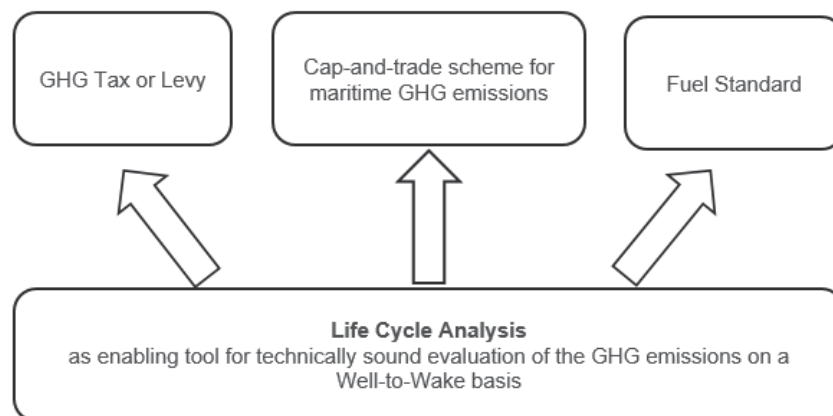 GHG Tax or Levy
Cap-and-trade scheme for
maritime GHG emissions
Fuel Standard
Life Cycle Analysis
as enabling tool for technically sound evaluation of the GHG emissions on a
Well-to-Wake basis